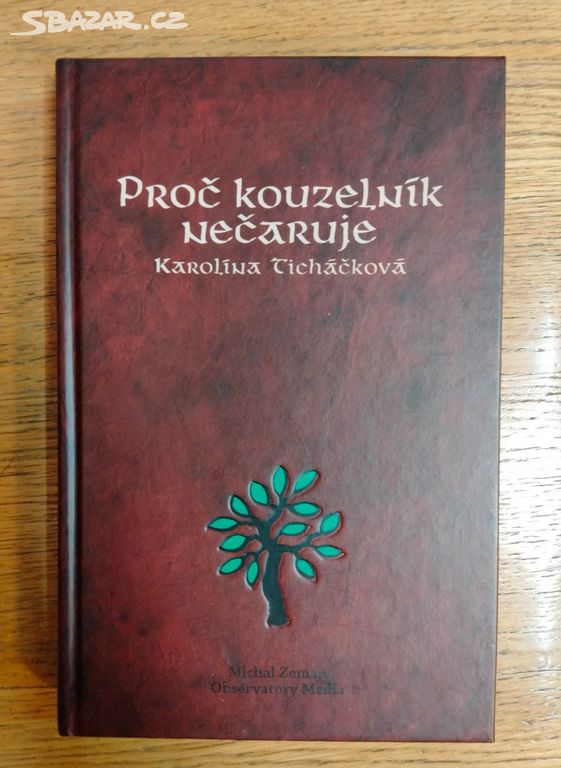 SBAZAR.CZ
Proč kouzelník
nečaruje
Karolína Ticháčková
Michal Zeman
Observatory Media